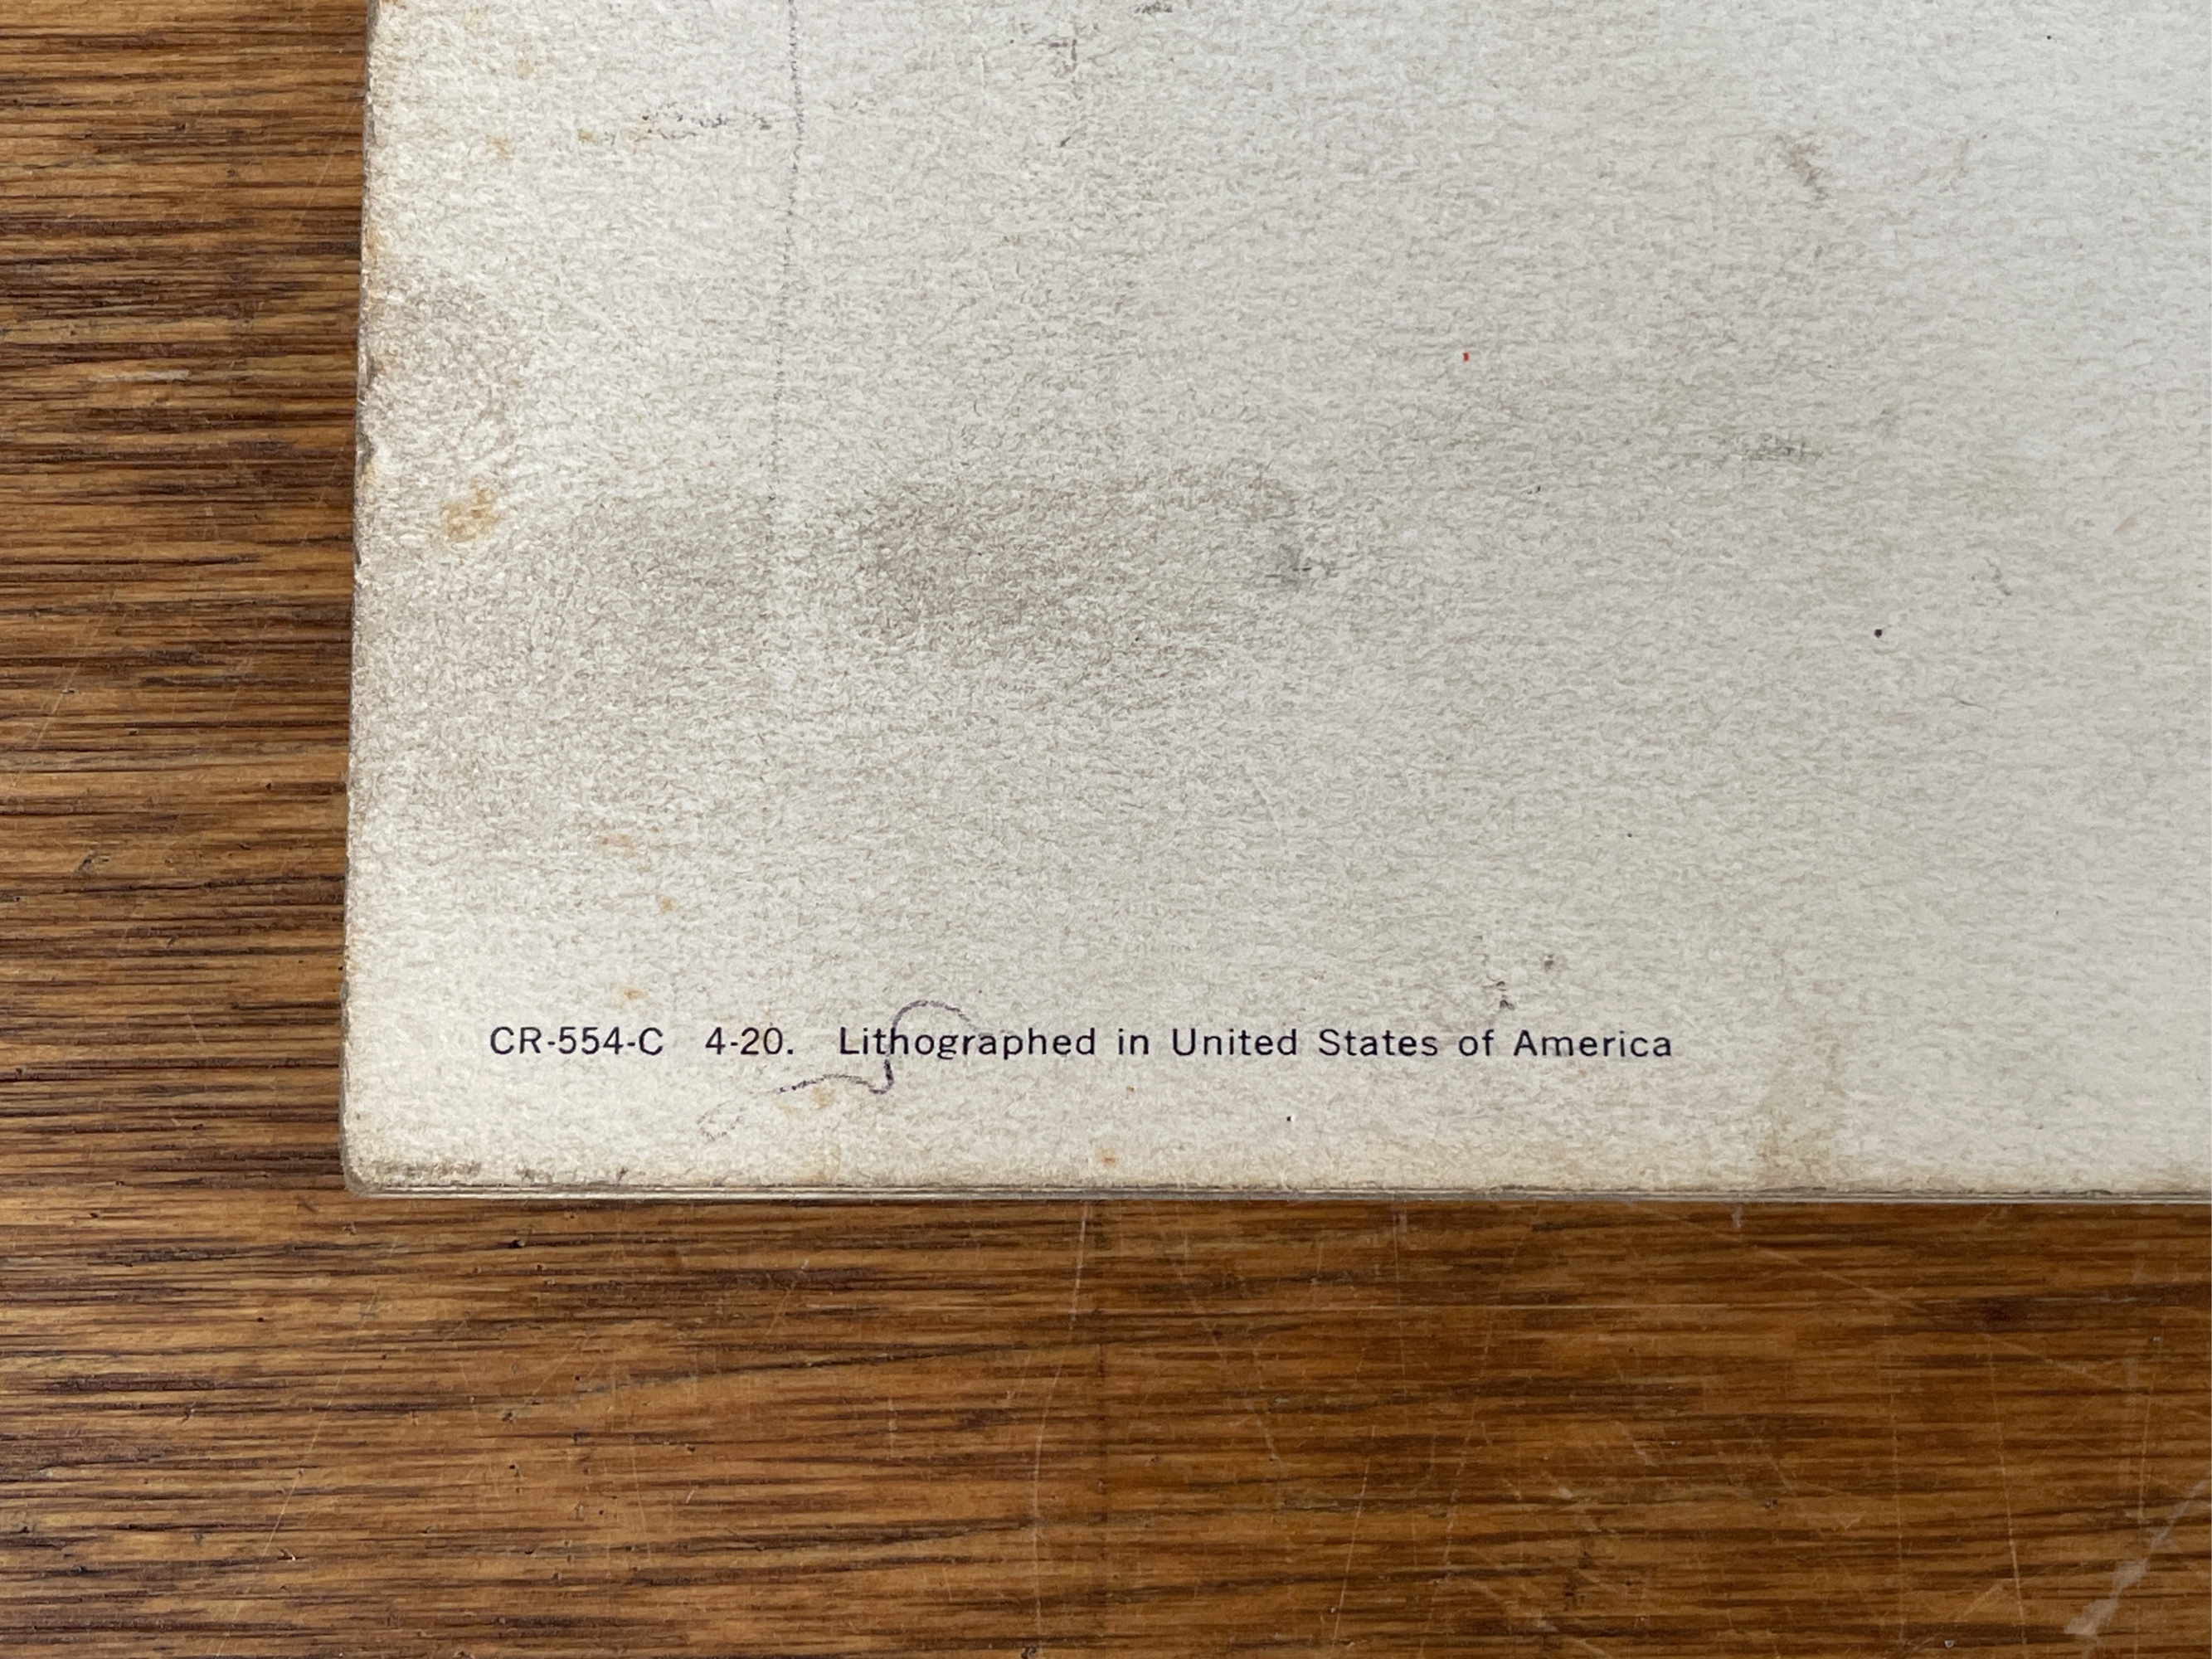 CR-554-C 4-20. Lithographed in United States of America